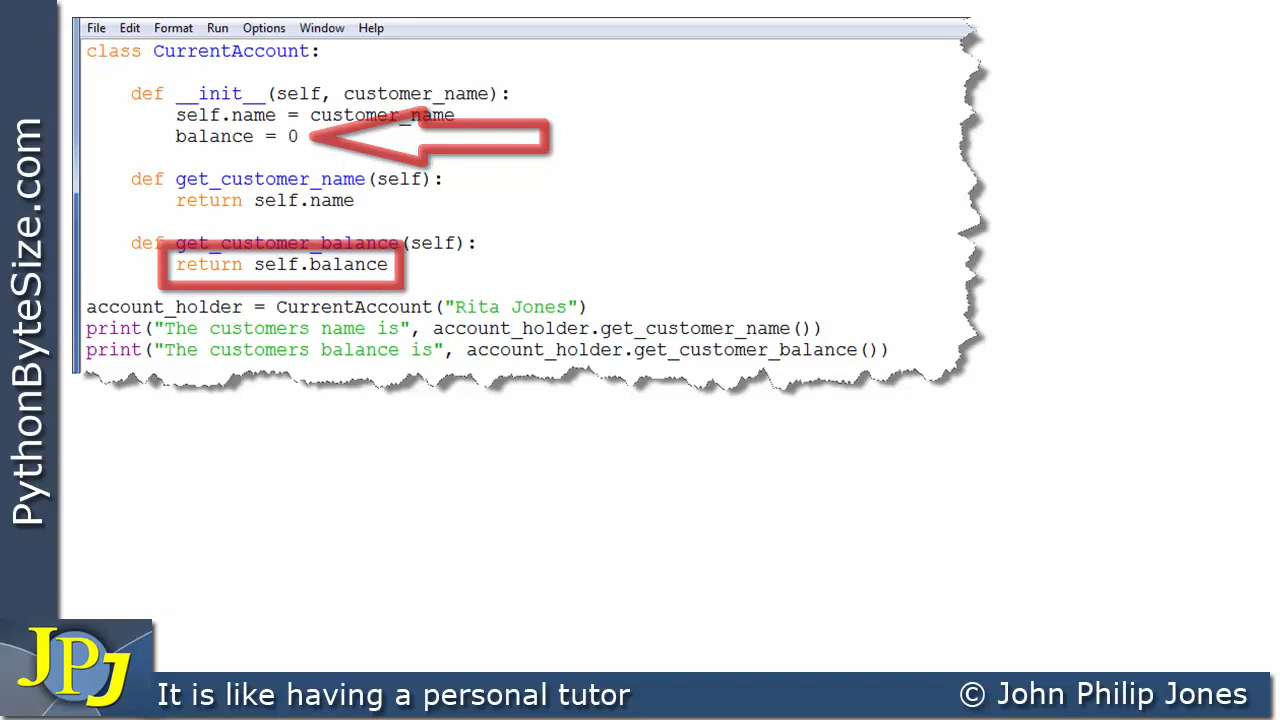 File Edit Format Run Options Window Help
class CurrentAccount:
def __init__(self, customer_name):
self.name = customer_name
balance = 0
def get_customer_name(self):
return self.name
def get_customer_balance(self):
return self.balance
account_holder = CurrentAccount("Rita Jones")
print("The customers name is", account_holder.get_customer_name())
print("The customers balance is", account_holder.get_customer_balance())
PythonByteSize.com
JPJ
It is like having a personal tutor
© John Philip Jones